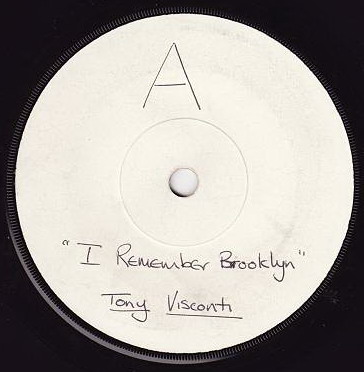 A
"I Remember Brooklyn"
Tony Visconti